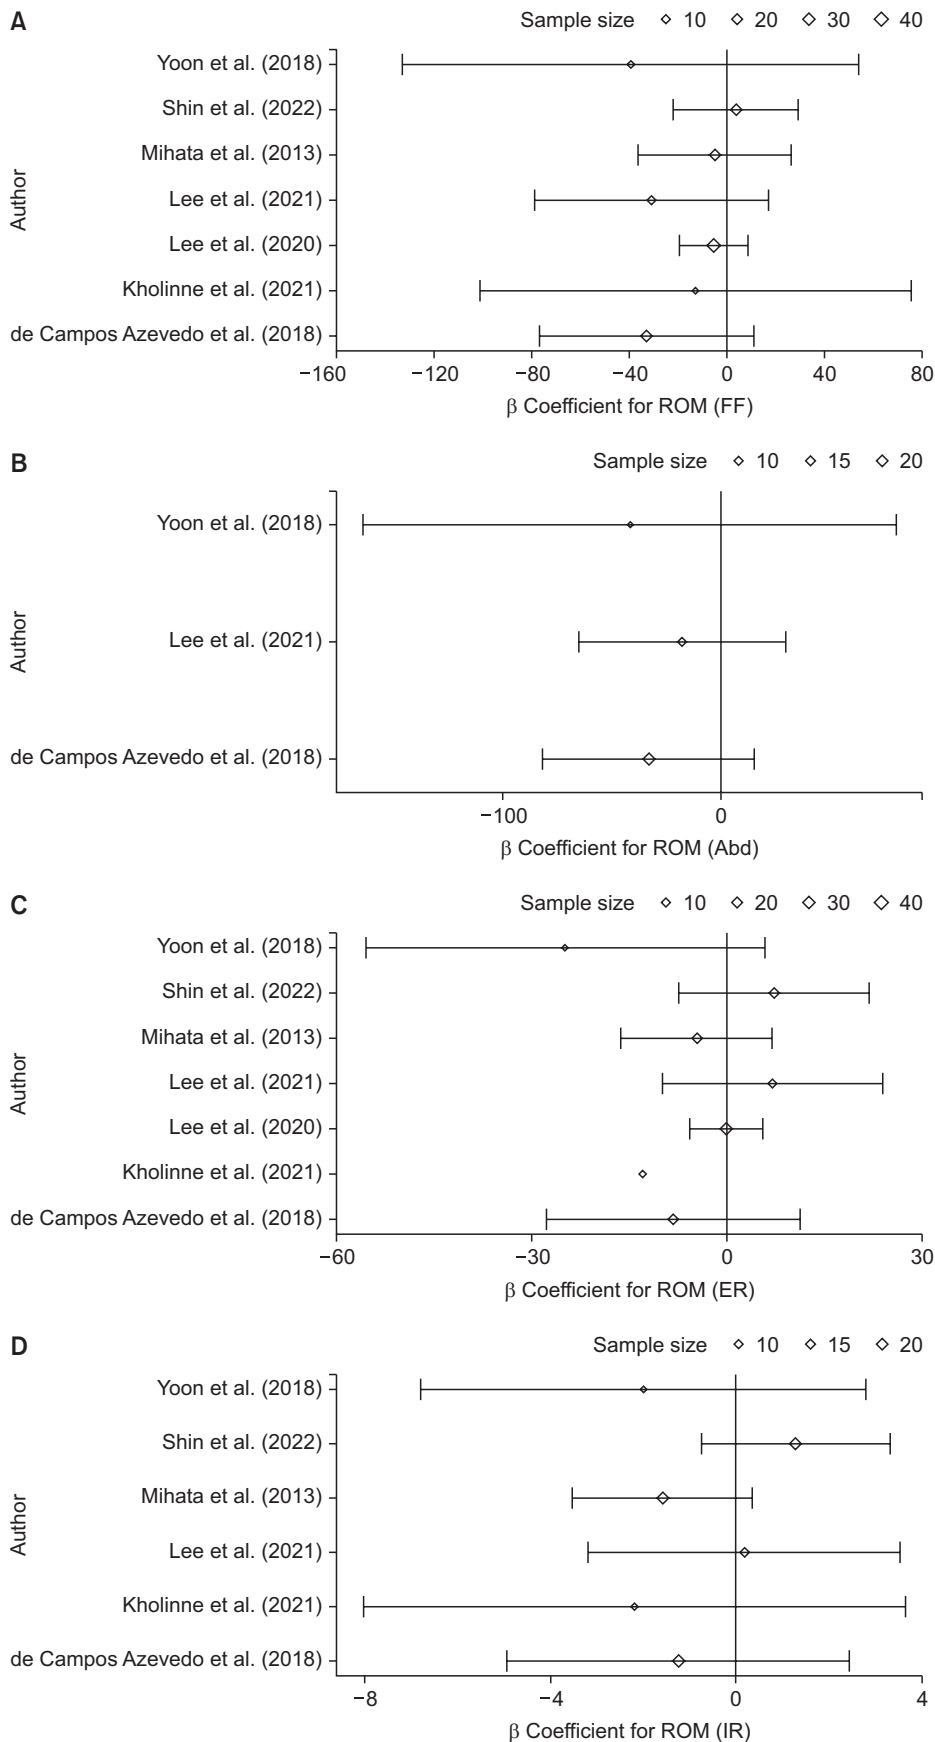 A
Sample size 10 20 30 40
Yoon et al. (2018)
Shin et al. (2022)
Mihata et al. (2013)
Lee et al. (2021)
Lee et al. (2020)
Kholinne et al. (2021)
de Campos Azevedo et al. (2018)
Author
−160 −120 −80 −40 0 40 80
β Coefficient for ROM (FF)
B
Sample size 10 15 20
Yoon et al. (2018)
Lee et al. (2021)
de Campos Azevedo et al. (2018)
Author
−100 0
β Coefficient for ROM (Abd)
C
Sample size 10 20 30 40
Yoon et al. (2018)
Shin et al. (2022)
Mihata et al. (2013)
Lee et al. (2021)
Lee et al. (2020)
Kholinne et al. (2021)
de Campos Azevedo et al. (2018)
Author
−60 −30 0 30
β Coefficient for ROM (ER)
D
Sample size 10 15 20
Yoon et al. (2018)
Shin et al. (2022)
Mihata et al. (2013)
Lee et al. (2021)
Kholinne et al. (2021)
de Campos Azevedo et al. (2018)
Author
−8 −4 0 4
β Coefficient for ROM (IR)